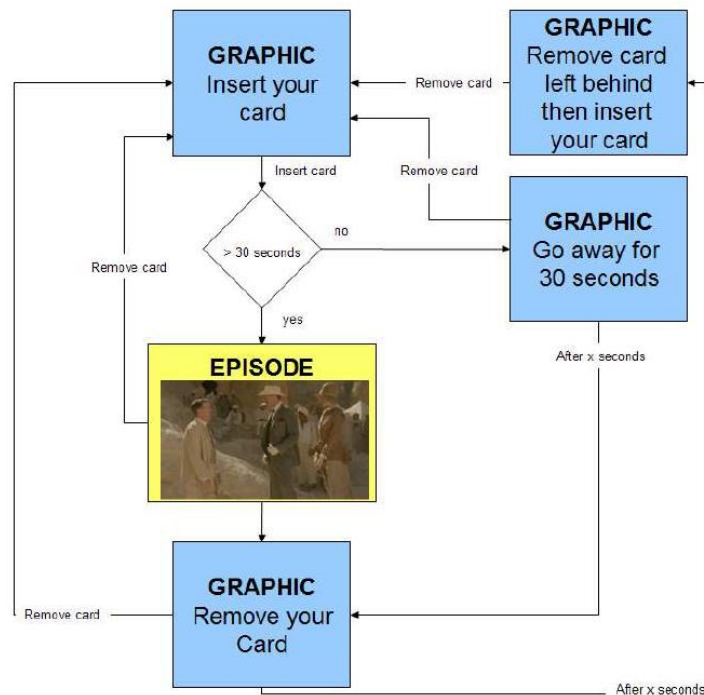 GRAPHIC
Insert your
card
Remove card
GRAPHIC
Remove card
left behind
then insert
your card
Insert card
Remove card
> 30 seconds
no
GRAPHIC
Go away for
30 seconds
Remove card
yes
After x seconds
EPISODE
GRAPHIC
Remove your
Card
Remove card
After x seconds